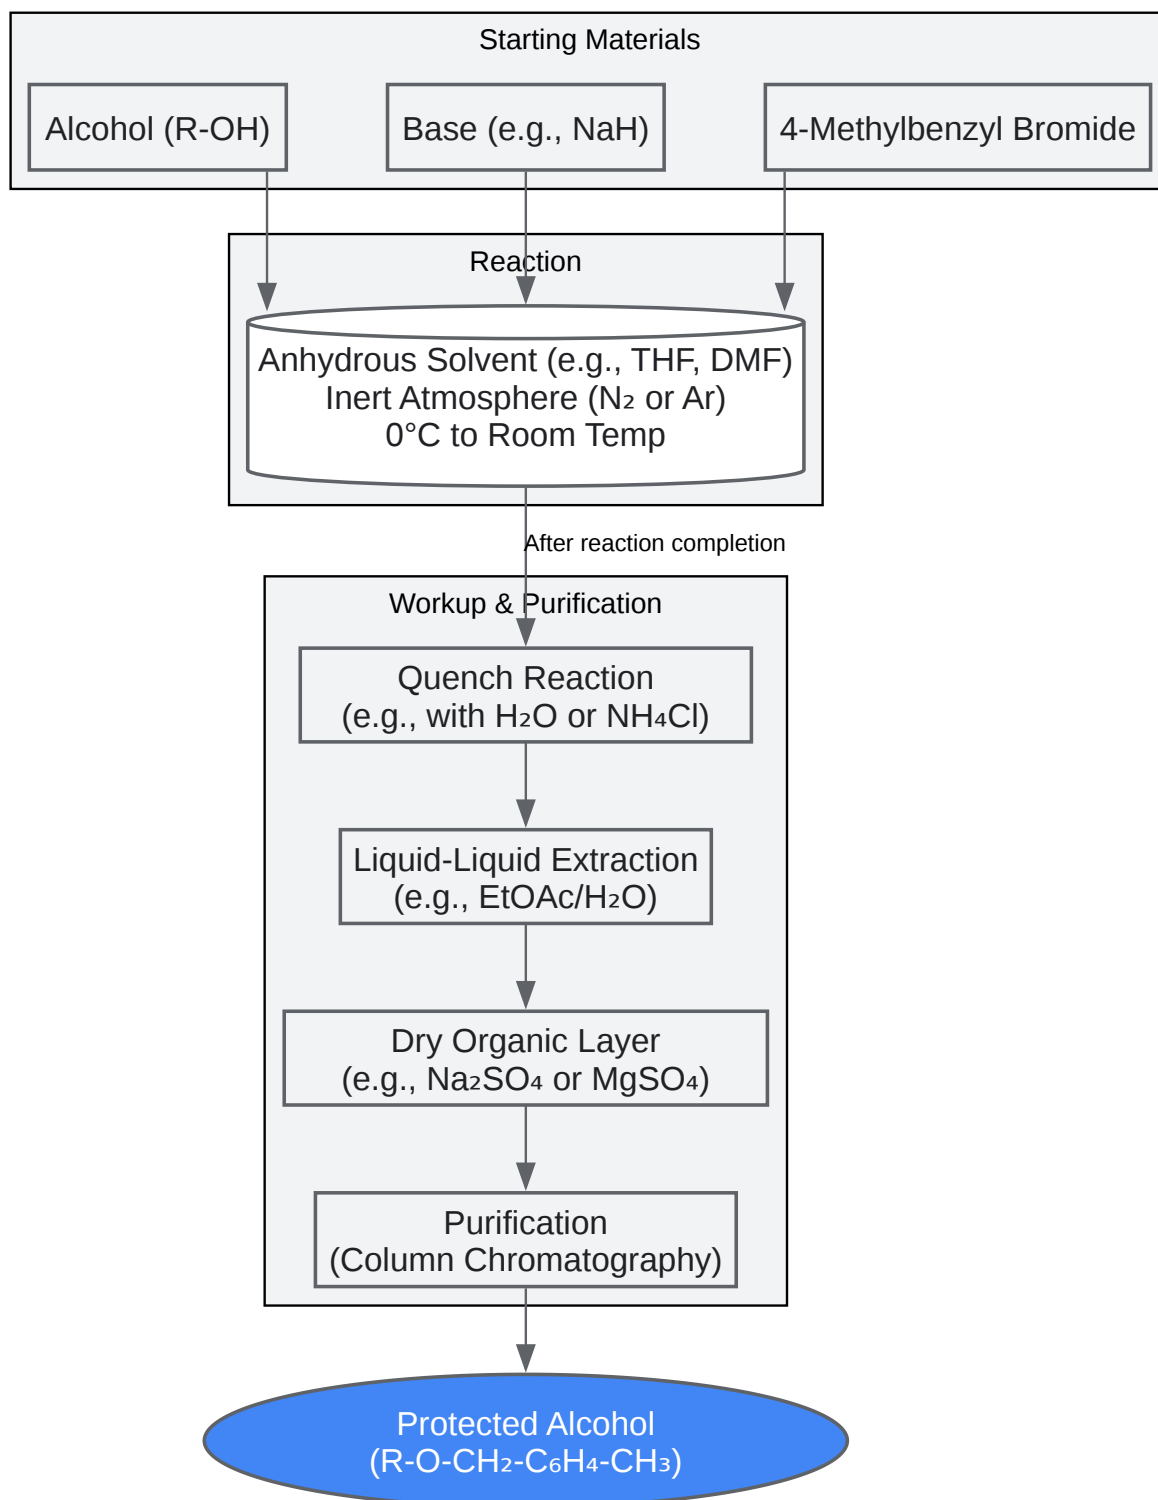 Starting Materials
Alcohol (R-OH)
Base (e.g., NaH)
4-Methylbenzyl Bromide
Reaction
Anhydrous Solvent (e.g., THF, DMF)
Inert Atmosphere (N₂ or Ar)
0°C to Room Temp
After reaction completion
Workup & Purification
Quench Reaction
(e.g., with H₂O or NH₄Cl)
Liquid-Liquid Extraction
(e.g., EtOAc/H₂O)
Dry Organic Layer
(e.g., Na₂SO₄ or MgSO₄)
Purification
(Column Chromatography)
Protected Alcohol
(R-O-CH₂-C₆H₄-CH₃)